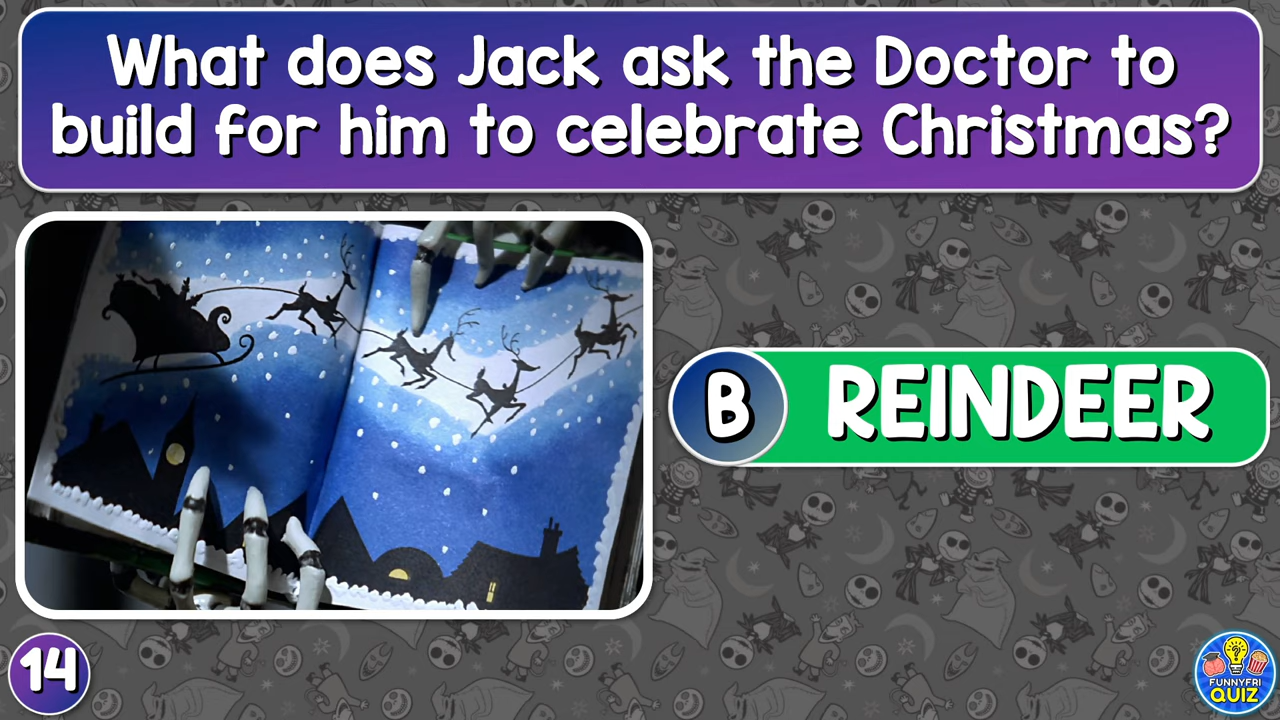 What does Jack ask the Doctor to
build for him to celebrate Christmas?
B REINDEER
14
FUNNYFRI
QUIZ